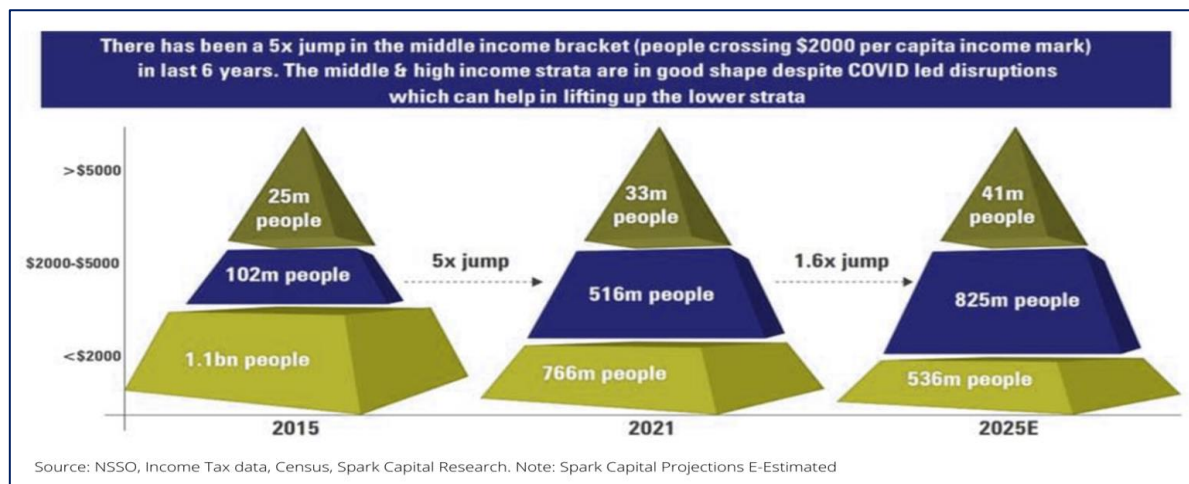 There has been a 5x jump in the middle income bracket (people crossing $2000 per capita income mark)
in last 6 years. The middle & high income strata are in good shape despite COVID led disruptions
which can help in lifting up the lower strata
>$5000
25m
people
33m
people
41m
people
$2000-$5000
102m people
5x jump
516m people
1.6x jump
825m people
<$2000
1.1bn people
766m people
536m people
2015
2021
2025E
Source: NSSO, Income Tax data, Census, Spark Capital Research. Note: Spark Capital Projections E-Estimated